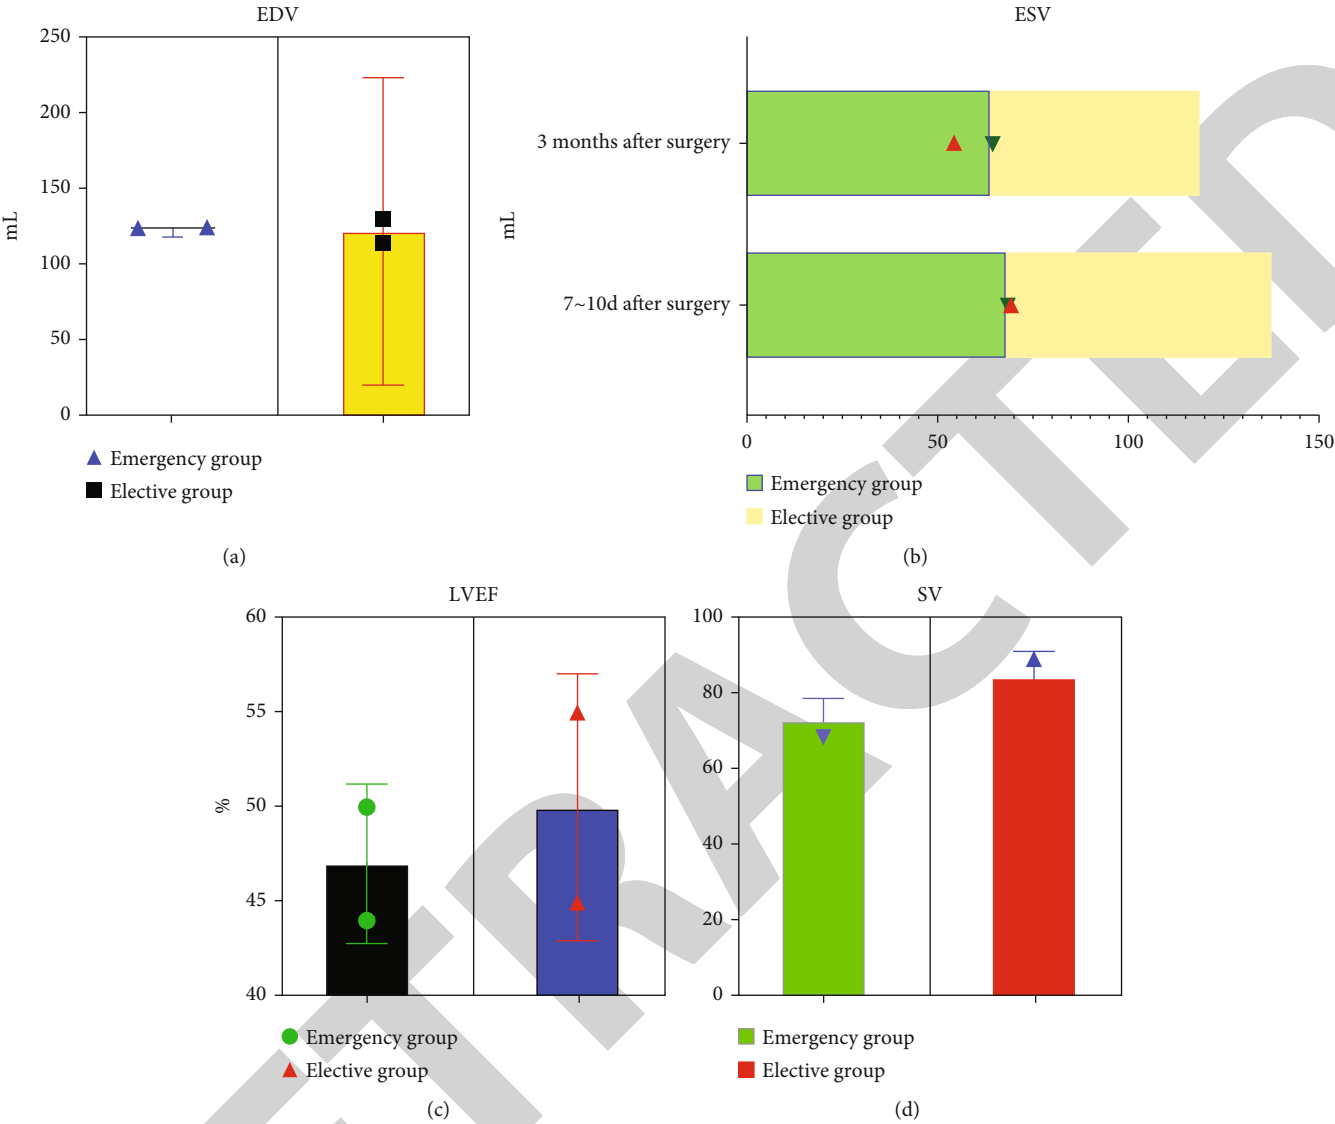 EDV
250
200
150
100
50
0
mL
Emergency group
Elective group
(a)
ESV
mL
3 months after surgery
7~10d after surgery
0 50 100 150
Emergency group
Elective group
(b)
LVEF
60
55
50
45
40
%
Emergency group
Elective group
(c)
SV
100
80
60
40
20
0
Emergency group
Elective group
(d)